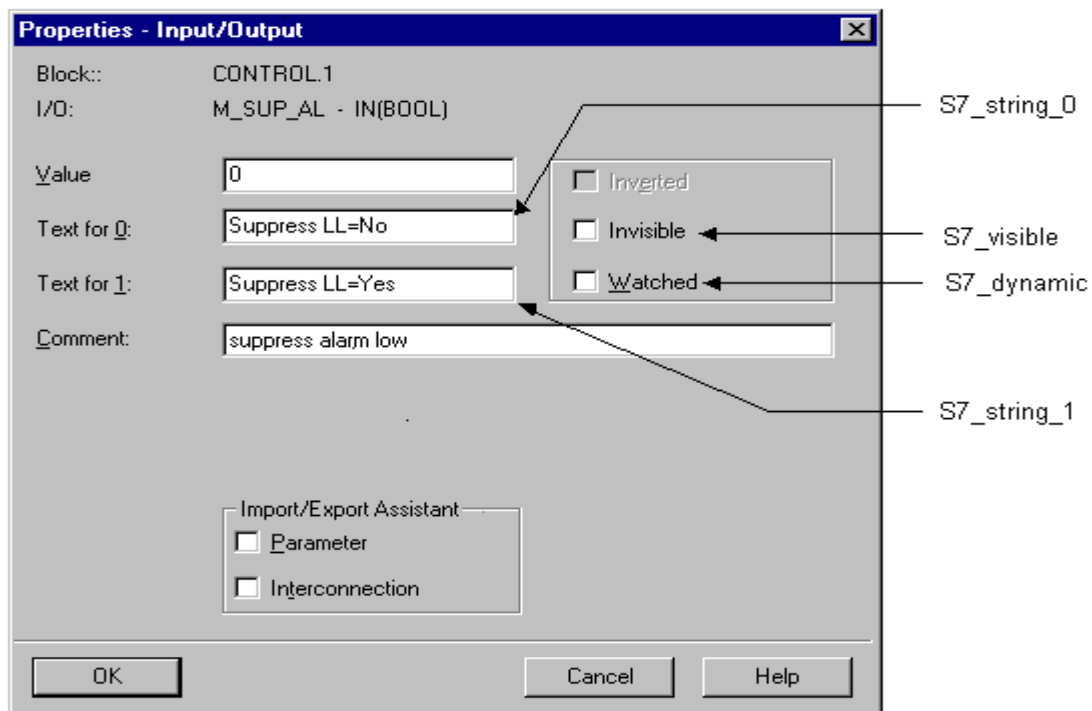 Properties - Input/Output
Block:: CONTROL.1
I/O: M_SUP_AL - IN(BOOL)
S7_string_0
Value 0
Inverted
Text for 0: Suppress LL=No
Invisible
S7_visible
Text for 1: Suppress LL=Yes
Watched
S7_dynamic
Comment: suppress alarm low
S7_string_1
Import/Export Assistant
Parameter
Interconnection
OK Cancel Help